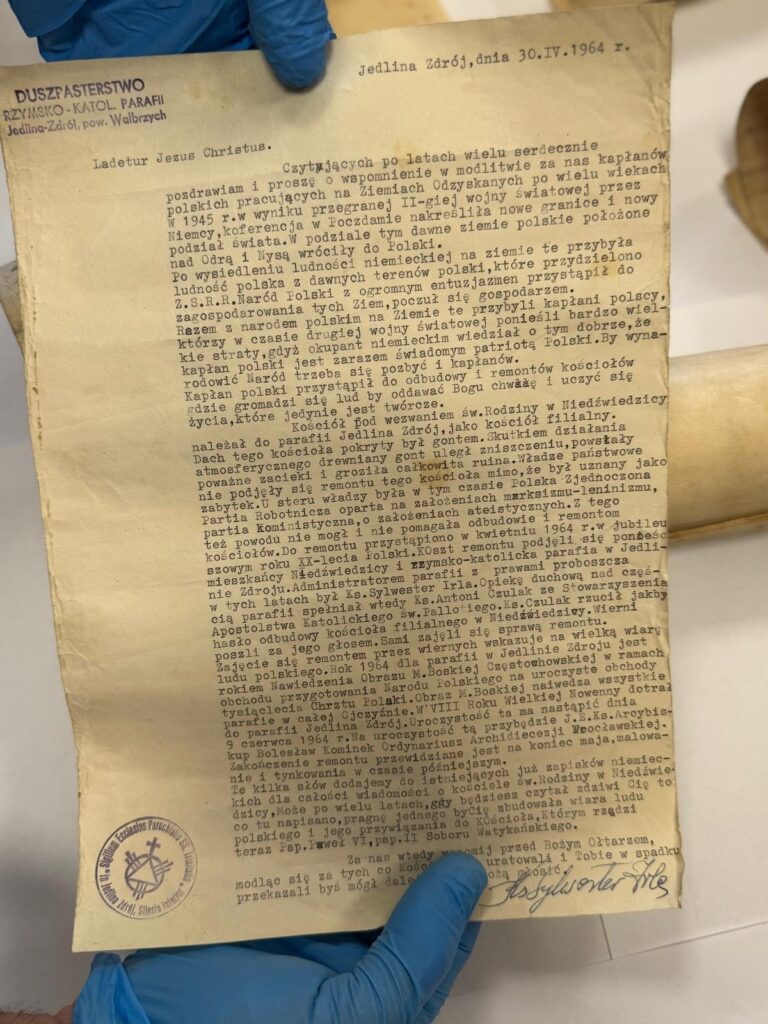 DUSZPASTERSTWO
RZYMSKO-KATOL. PARAFII
Jedlina-Zdrój, pow. Wałbrzych
Jedlina Zdrój,dnia 30.IV.1964 r.
Ladetur Jezus Christus.
Czytających po latach wielu serdecznie
pozdrawiam i proszę o wspomnienie w modlitwie za nas kapłanów
polskich pracujących na Ziemiach Odzyskanych po wielu wiekach
W 1945 r.w wyniku przegranej II-giej wojny światowej przez
Niemcy,koferencja w Poczdamie nakreśliła nowe granice i nowy
podział świata.W podziale tym dawne ziemie polskie położone
nad Odrą i Nysą wróciły do Polski.
Po wysiedleniu ludności niemieckiej na ziemie te przybyła
ludność polska z dawnych terenów polski,które przydzielono
Z.S.R.R.Naród Polski z ogromnym entuzjazmen przystąpił do
zagospodarowania tych Ziem,poczuł się gospodarzem.
Razem z narodem polskim na Ziemie te przybyli kapłani polscy,
którzy w czasie drugiej wojny światowej ponieśli bardzo wiel-
kie straty,gdyż okupant niemieckim wiedział o tym dobrze,że
kapłan polski jest zarazem świadomym patriotą Polski.By wyna-
rodowić Naród trzeba się pozbyć i kapłanów.
Kapłan polski przystąpił do odbudowy i remontów kościołów
gdzie gromadzi się lud by oddawać Bogu chwałę i uczyć się
życia,które jedynie jest twórcze.
Kościół pod wezwaniem św.Rodziny w Niedźwiedzicy
należał do parafii Jedlina Zdrój,jako kościół filialny.
Dach tego kościoła pokryty był gontem.Skutkiem działania
atmosferycznego drewniany gont uległ zniszczeniu,powstały
poważne zacieki i groziła całkowita ruina.Władze państwowe
nie podjęły się remontu tego kościoła mimo,że był uznany jako
zabytek.U steru władzy była w tym czasie Polska Zjednoczona
Partia Robotnicza oparta na założeniach marksizmu-leninizmu,
partia Koministyczna,o założeniach ateistycznych.Z tego
też powodu nie mogł i nie pomagała odbudowie i remontom
kościołów.Do remontu przystąpiono w kwietniu 1964 r.w jubileu
szowym roku XX-lecia Polski.KOszt remontu podjęli się ponieść
mieszkańcy Niedźwiedzicy i rzymsko-katolicka parafia w Jedli-
nie Zdroju.Administratorem parafii z prawami proboszcza
w tych latach był Ks.Sylwester Irla.Opiekę duchową nad częś-
cią parafii spełniał wtedy Ks.Antoni Czulak ze Stowarzyszenia
Apostolstwa Katolickiego św.Pallotiego.Ks.Czulak rzucił jakby
hasło odbudowy kościoła filialnego w Niedźwiedzicy.Wierni
poszli za jego głosem.Sami zajęli się sprawą remontu.
Zajęcie się remontem przez wiernych wskazuje na wielką wiarę
ludu polskiego.Rok 1964 dla parafii w Jedlinie Zdroju jest
rokiem Nawiedzenia Obrazu M.Boskiej Częstochowskiej w ramach
obchodu przygotowania Narodu Polskiego na uroczyste obchody
tysiąclecia Chrztu Polski.Obraz M.Boskiej naiwedza wszystkie
parafie w całej Ojczyźnie.W'VIII Roku Wielkiej Nowenny dotrał
do parafii Jedlina Zdrój.Uroczystość ta ma nastąpić dnia
9 czerwca 1964 r.Na uroczystość tą przybędzie J.E.Ks.Arcybis-
kup Bolesław Kominek Ordynariusz Archidiecezji Wrocławskiej.
Zakończenie remontu przewidziane jest na koniec maja,malowa-
nie i tynkowania w czasie późniejszym.
Te kilka słów dodajemy do istniejących już zapisków niemiec-
kich dla całości wiadomości o kościele św.Rodziny w Niedźwie-
dzicy,Może po wielu latach,gdy będziesz czytał zdziwi Cię to
co tu napisano,pragnę jednego byCię zbudowała wiara ludu
polskiego i jego przywiązania do KOścioła,Którym rządzi
teraz Pap.Paweł VI,pap.II Soboru Watykańskiego.
Za nas wtedy przed Bożym Ołtarzem,
modląc się za tych co uratowali i Tobie w spadku
przekazali byś mógł głosić.
Ks Sylwester Irla
Sigillum Ecclesiae Parochialis
in Jedlina Zdrój, Silesia Inferior